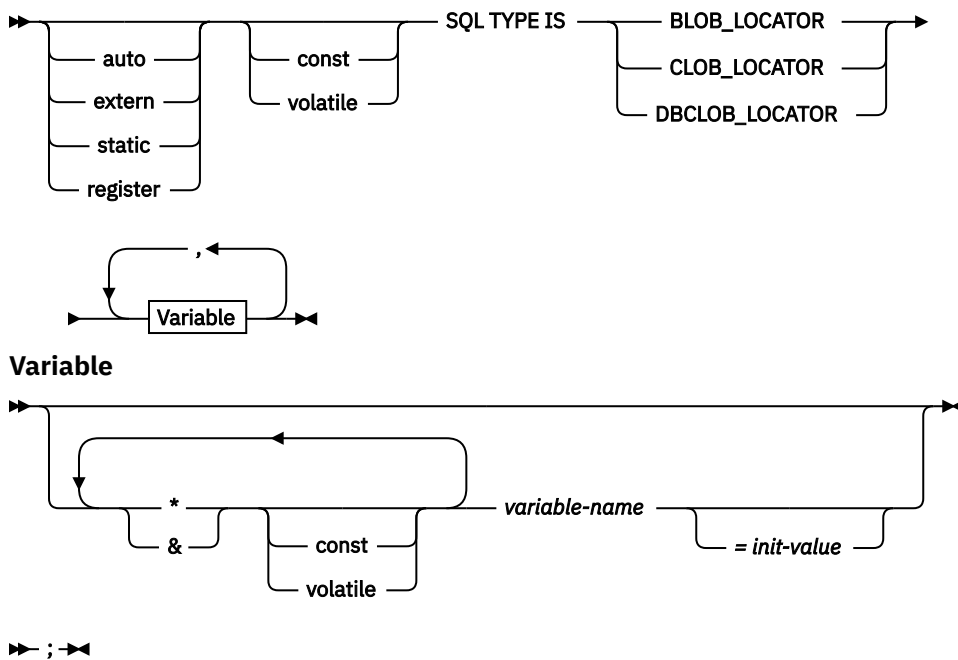 SQL TYPE IS BLOB_LOCATOR
auto const CLOB_LOCATOR
extern volatile DBCLOB_LOCATOR
static
register
,
Variable
Variable
* variable-name
& const = init-value
volatile
;